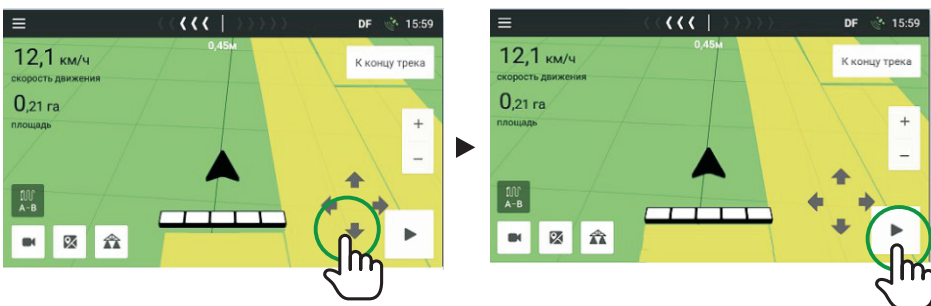 DF 15:59
0,45м
12,1 км/ч
скорость движения
0,21 га
площадь
К концу трека
+
−
A-B
DF 15:59
0,45м
12,1 км/ч
скорость движения
0,21 га
площадь
К концу трека
+
−
A-B